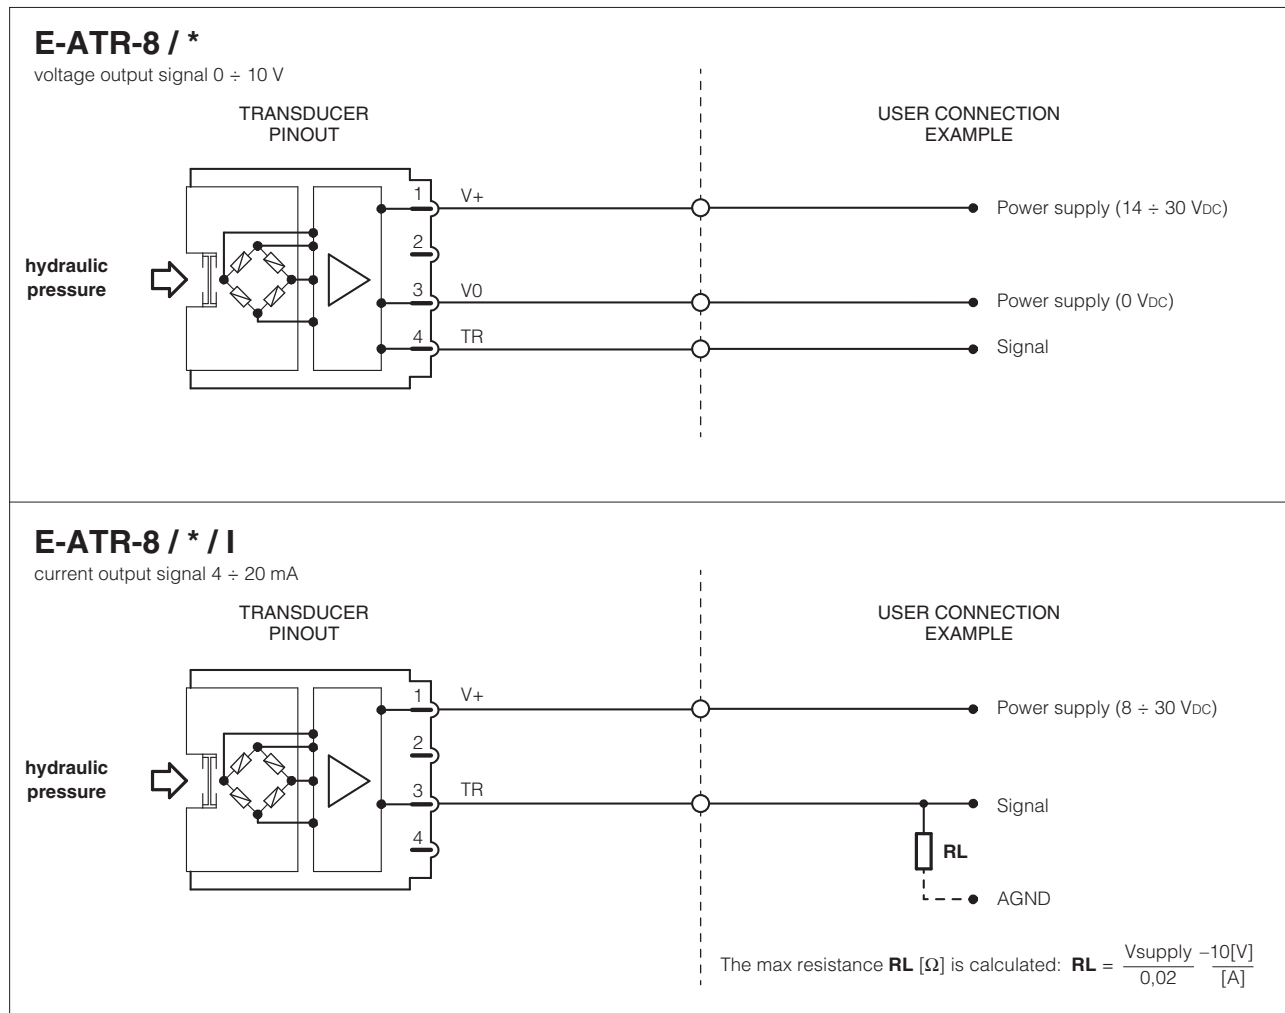 E-ATR-8 / *
voltage output signal 0 ÷ 10 V
TRANSDUCER
PINOUT
USER CONNECTION
EXAMPLE
hydraulic
pressure
1
V+
Power supply (14 ÷ 30 VDC)
2
3
V0
Power supply (0 VDC)
4
TR
Signal
E-ATR-8 / * / I
current output signal 4 ÷ 20 mA
TRANSDUCER
PINOUT
USER CONNECTION
EXAMPLE
hydraulic
pressure
1
V+
Power supply (8 ÷ 30 VDC)
2
3
TR
Signal
4
RL
AGND
The max resistance RL [Ω] is calculated: RL = Vsupply –10[V]
0,02 [A]